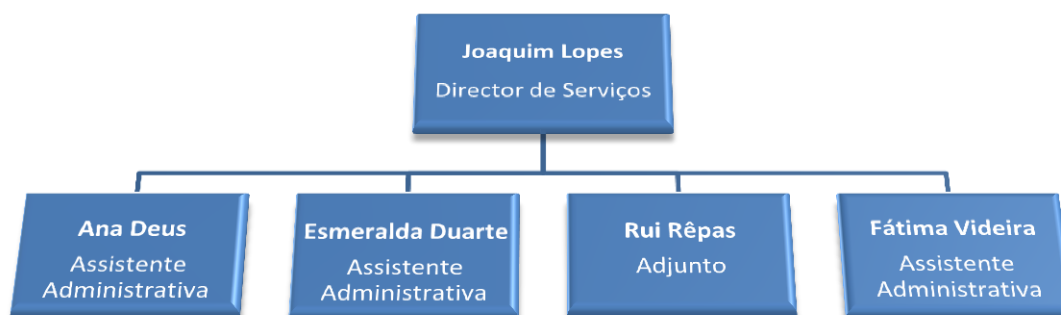 Joaquim Lopes
Director de Serviços
Ana Deus
Assistente
Administrativa
Esmeralda Duarte
Assistente
Administrativa
Rui Rêpas
Adjunto
Fátima Videira
Assistente
Administrativa